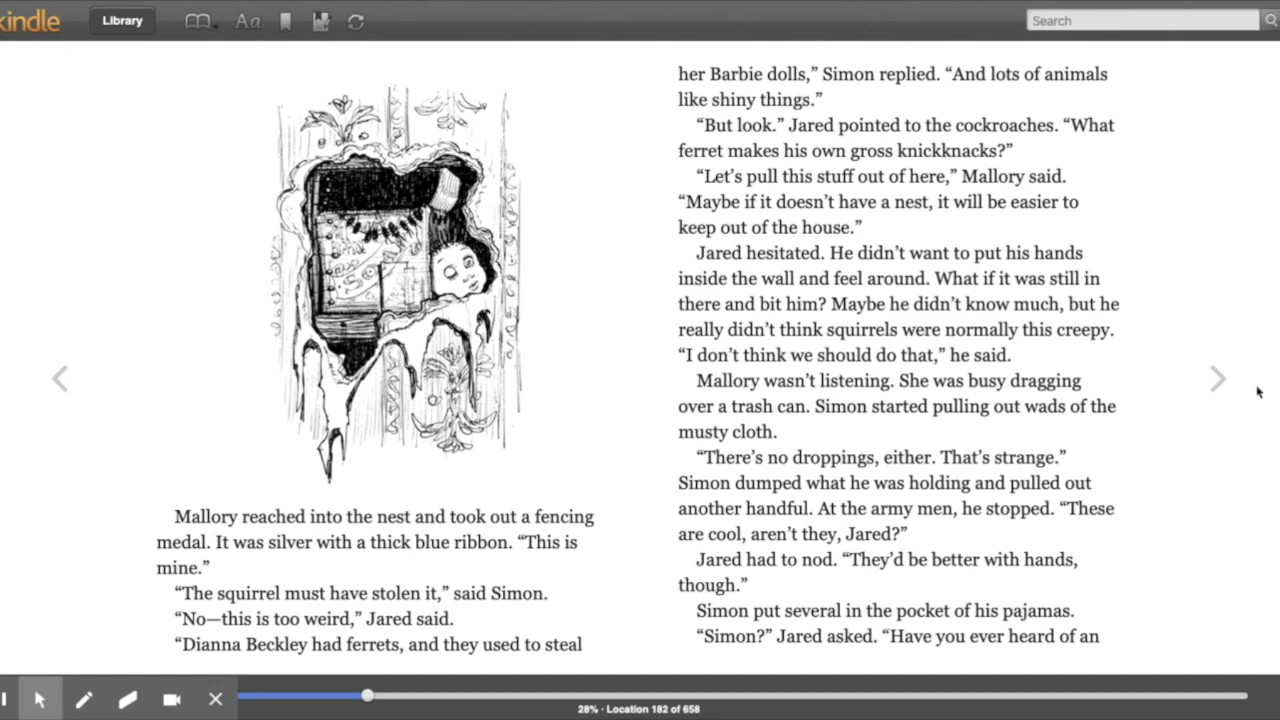 kindle
Library
Aa
Search
Mallory reached into the nest and took out a fencing
medal. It was silver with a thick blue ribbon. “This is
mine.”
“The squirrel must have stolen it,” said Simon.
“No—this is too weird,” Jared said.
“Dianna Beckley had ferrets, and they used to steal
her Barbie dolls,” Simon replied. “And lots of animals
like shiny things.”
“But look.” Jared pointed to the cockroaches. “What
ferret makes his own gross knickknacks?”
“Let’s pull this stuff out of here,” Mallory said.
“Maybe if it doesn’t have a nest, it will be easier to
keep out of the house.”
Jared hesitated. He didn’t want to put his hands
inside the wall and feel around. What if it was still in
there and bit him? Maybe he didn’t know much, but he
really didn’t think squirrels were normally this creepy.
“I don’t think we should do that,” he said.
Mallory wasn’t listening. She was busy dragging
over a trash can. Simon started pulling out wads of the
musty cloth.
“There’s no droppings, either. That’s strange.”
Simon dumped what he was holding and pulled out
another handful. At the army men, he stopped. “These
are cool, aren’t they, Jared?”
Jared had to nod. “They’d be better with hands,
though.”
Simon put several in the pocket of his pajamas.
“Simon?” Jared asked. “Have you ever heard of an
28% · Location 182 of 658